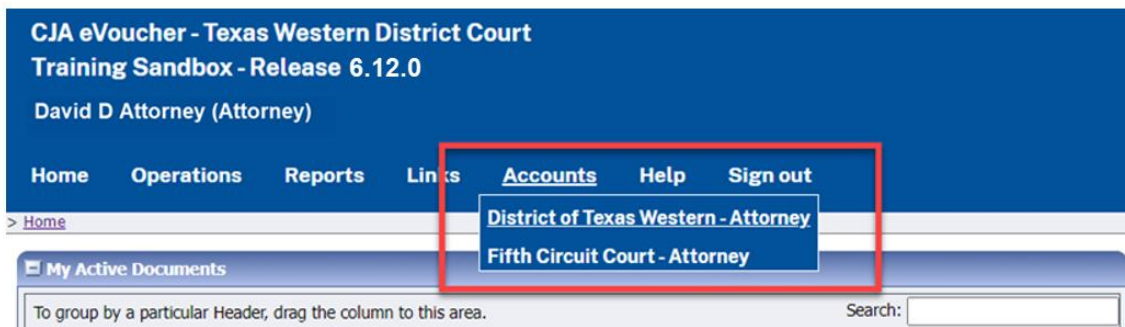 CJA eVoucher - Texas Western District Court
Training Sandbox - Release 6.12.0
David D Attorney (Attorney)
Home Operations Reports Links Accounts Help Sign out
> Home
District of Texas Western - Attorney
Fifth Circuit Court - Attorney
My Active Documents
To group by a particular Header, drag the column to this area. Search: